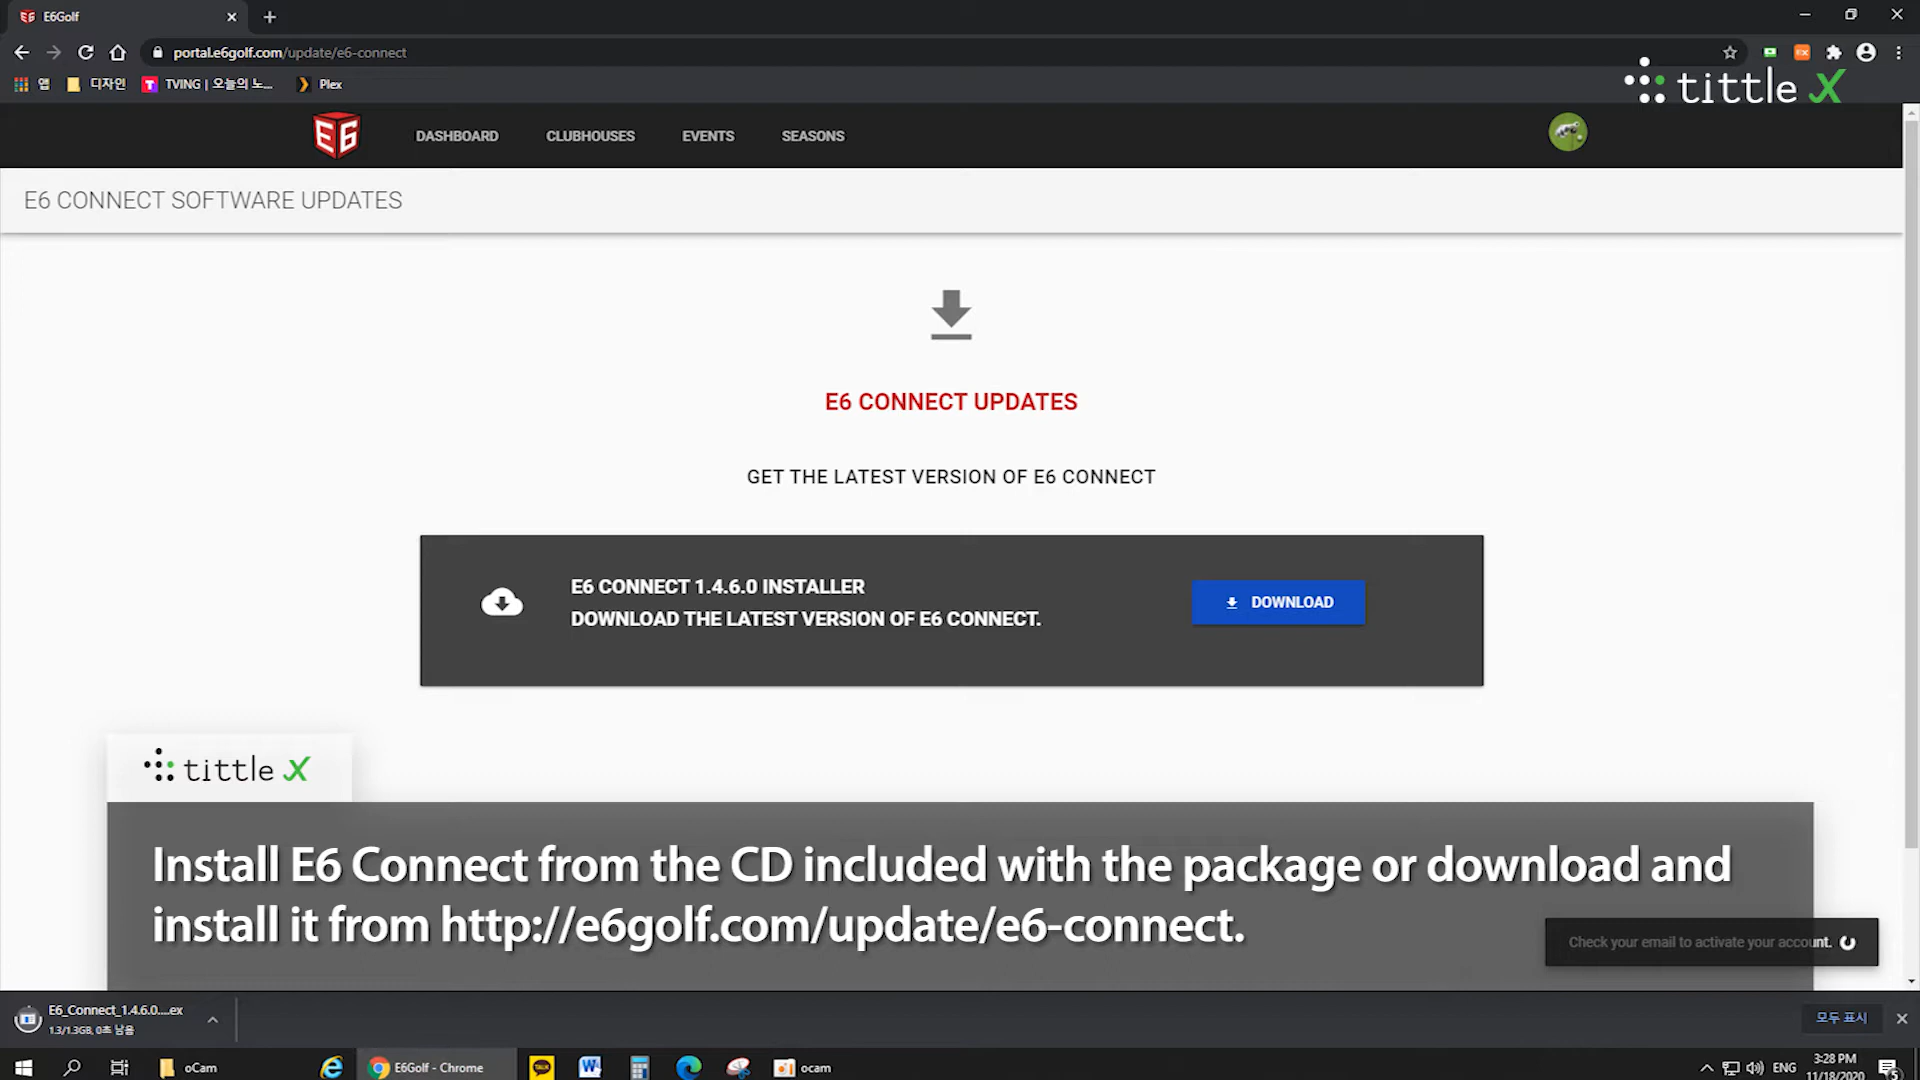 E6Golf
portal.e6golf.com/update/e6-connect
앱 디자인 TVING | 오늘의 노... Plex
tittle X
E6 DASHBOARD CLUBHOUSES EVENTS SEASONS
E6 CONNECT SOFTWARE UPDATES
E6 CONNECT UPDATES
GET THE LATEST VERSION OF E6 CONNECT
E6 CONNECT 1.4.6.0 INSTALLER
DOWNLOAD THE LATEST VERSION OF E6 CONNECT.
DOWNLOAD
tittle X
Install E6 Connect from the CD included with the package or download and
install it from http://e6golf.com/update/e6-connect.
Check your email to activate your account.
E6_Connect_1.4.6.0....ex
1.3/1.3GB, 0초 남음
모두 표시
oCam E6Golf - Chrome ocam ENG 3:28 PM
11/18/2020